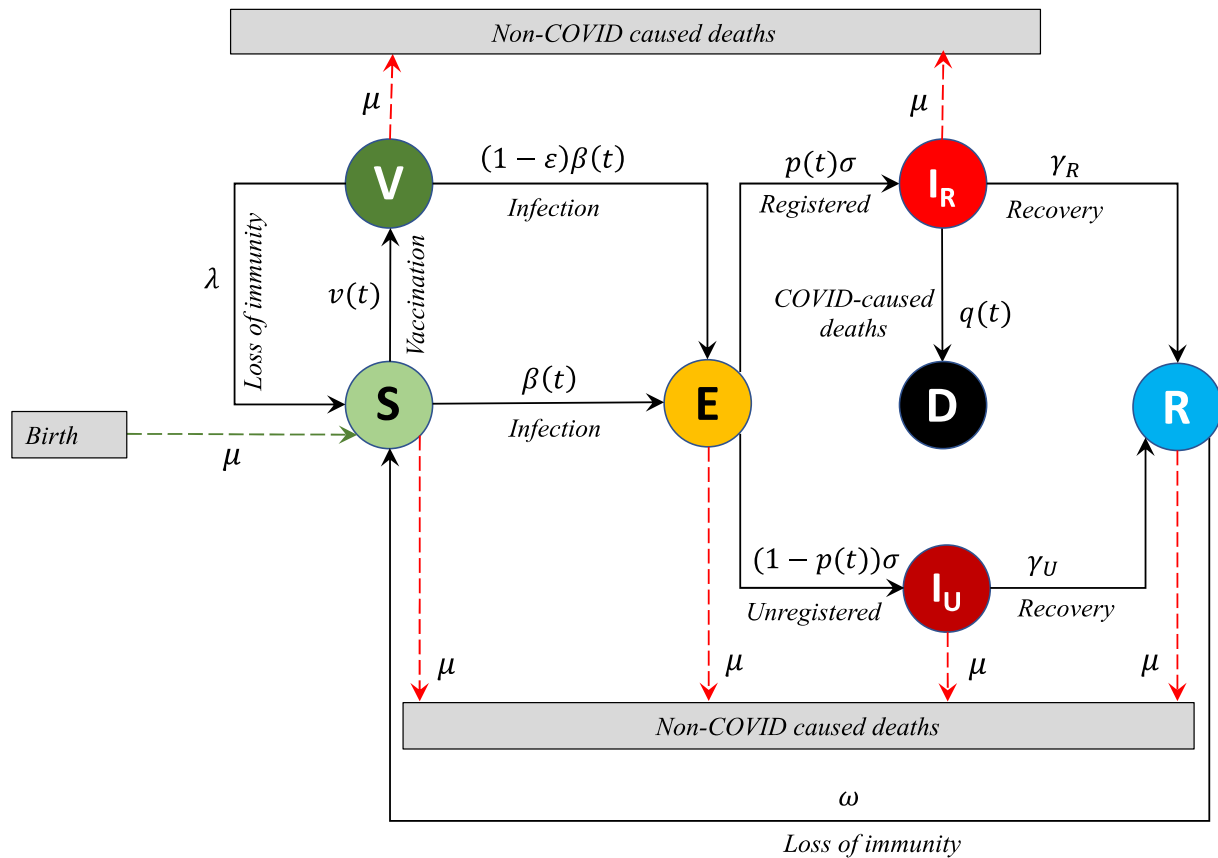 Non-COVID caused deaths
μ
μ
V
(1 − ε)β(t)
Infection
p(t)σ
Registered
I_R
γ_R
Recovery
λ
Loss of immunity
v(t)
Vaccination
COVID-caused
deaths
q(t)
S
β(t)
Infection
E
D
R
Birth
μ
(1 − p(t))σ
Unregistered
I_U
γ_U
Recovery
μ
μ
μ
μ
Non-COVID caused deaths
ω
Loss of immunity